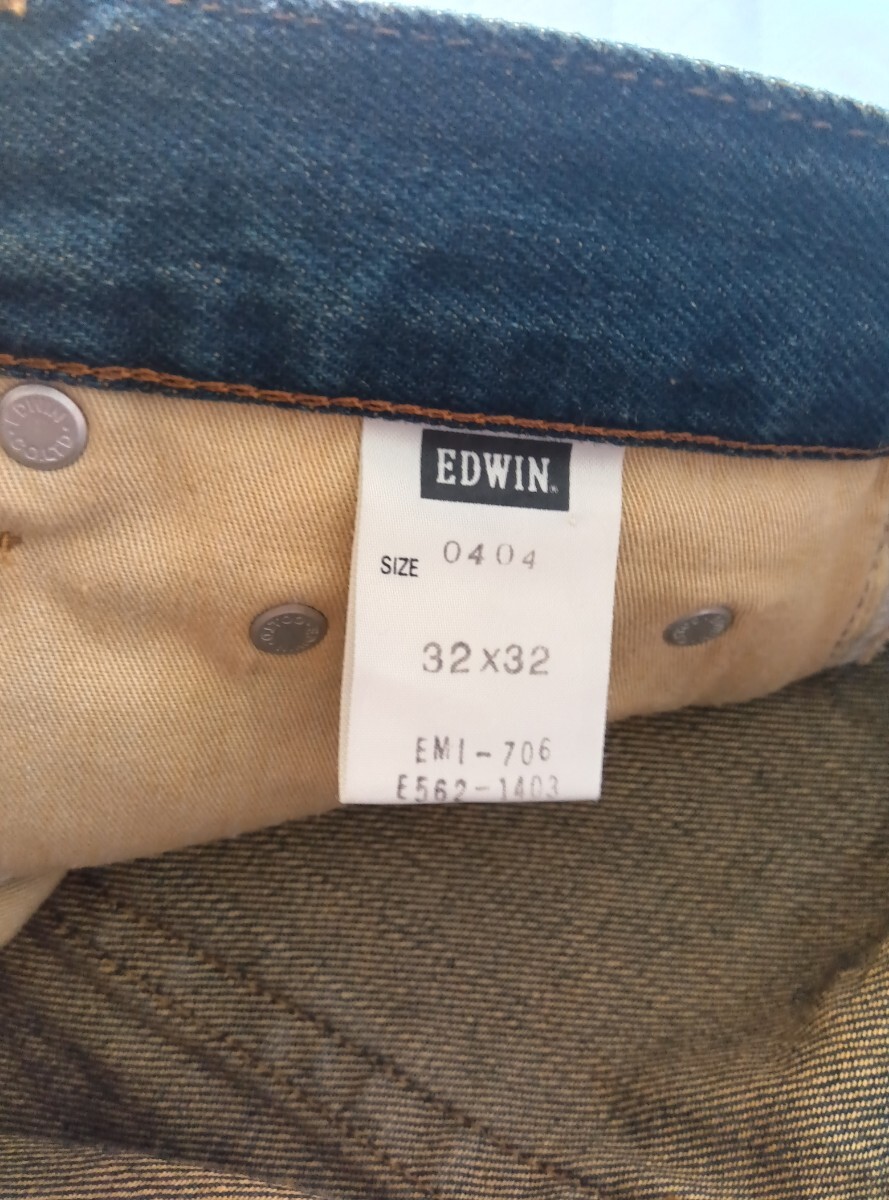 EDWIN.
SIZE 0404
32X32
EMI-706
E562-1403